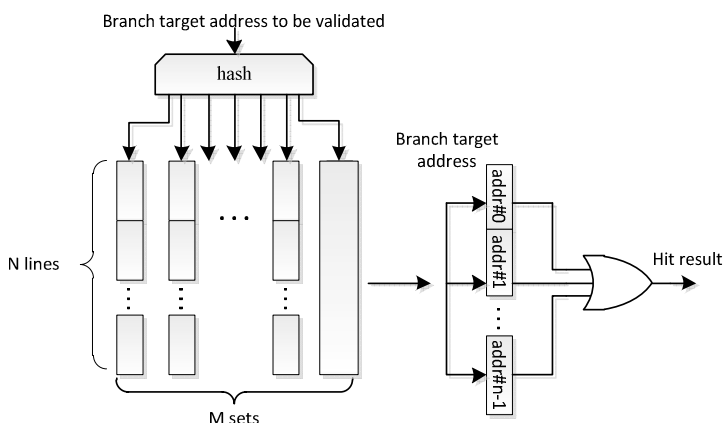 Branch target address to be validated
hash
Branch target
address
addr#0
addr#1
addr#n-1
N lines
Hit result
M sets